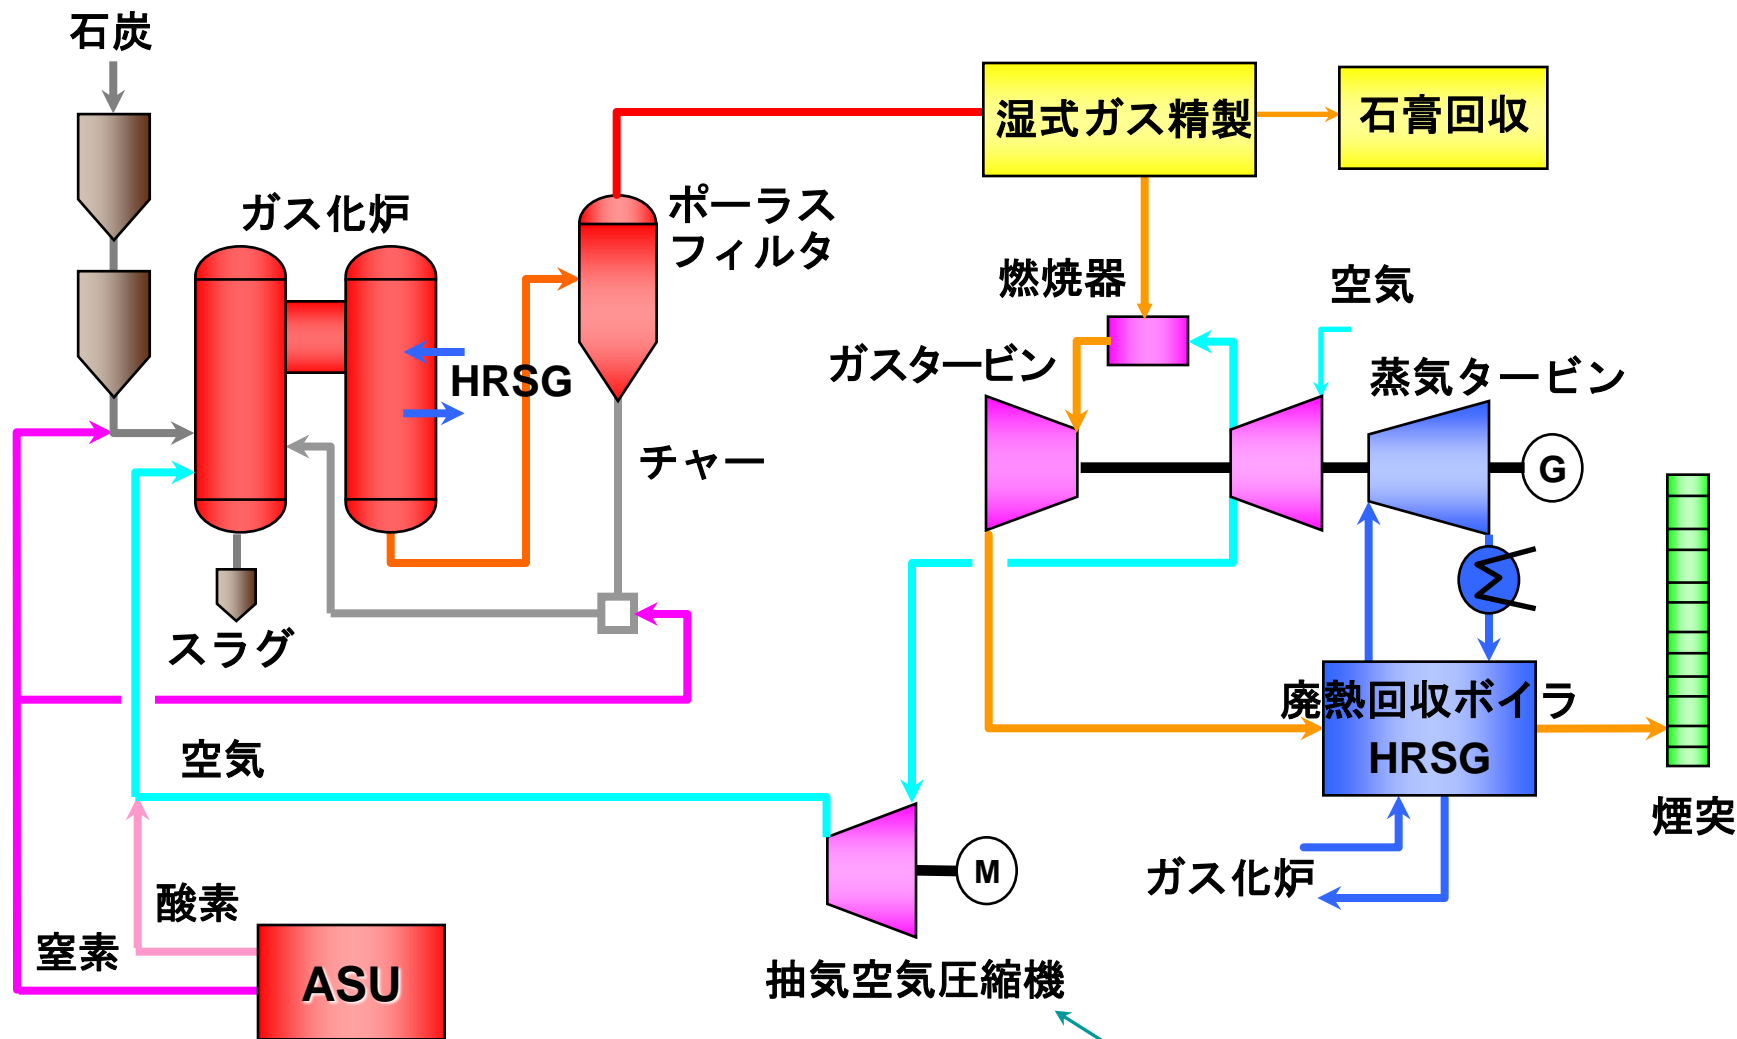 石炭
湿式ガス精製
石膏回収
ガス化炉
ポーラス
フィルタ
燃焼器
空気
ガスタービン
蒸気タービン
HRSG
チャー
G
スラグ
廃熱回収ボイラ
HRSG
空気
煙突
M
ガス化炉
酸素
窒素
ASU
抽気空気圧縮機